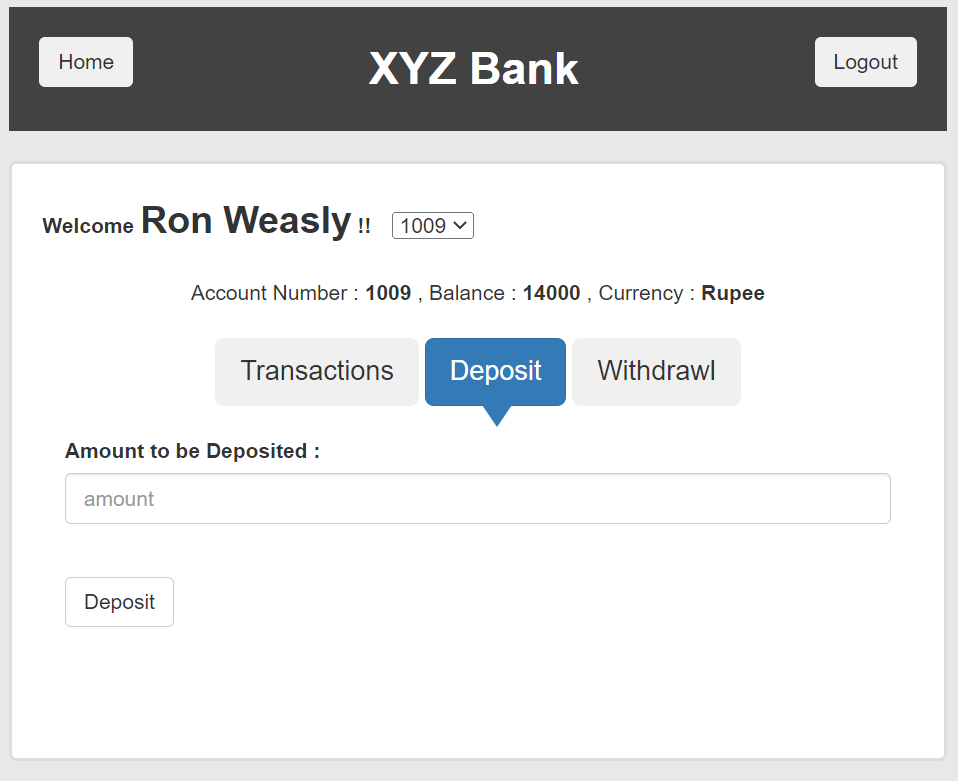 Home XYZ Bank Logout
Welcome Ron Weasly !! 1009
Account Number : 1009 , Balance : 14000 , Currency : Rupee
Transactions Deposit Withdrawl
Amount to be Deposited :
amount
Deposit